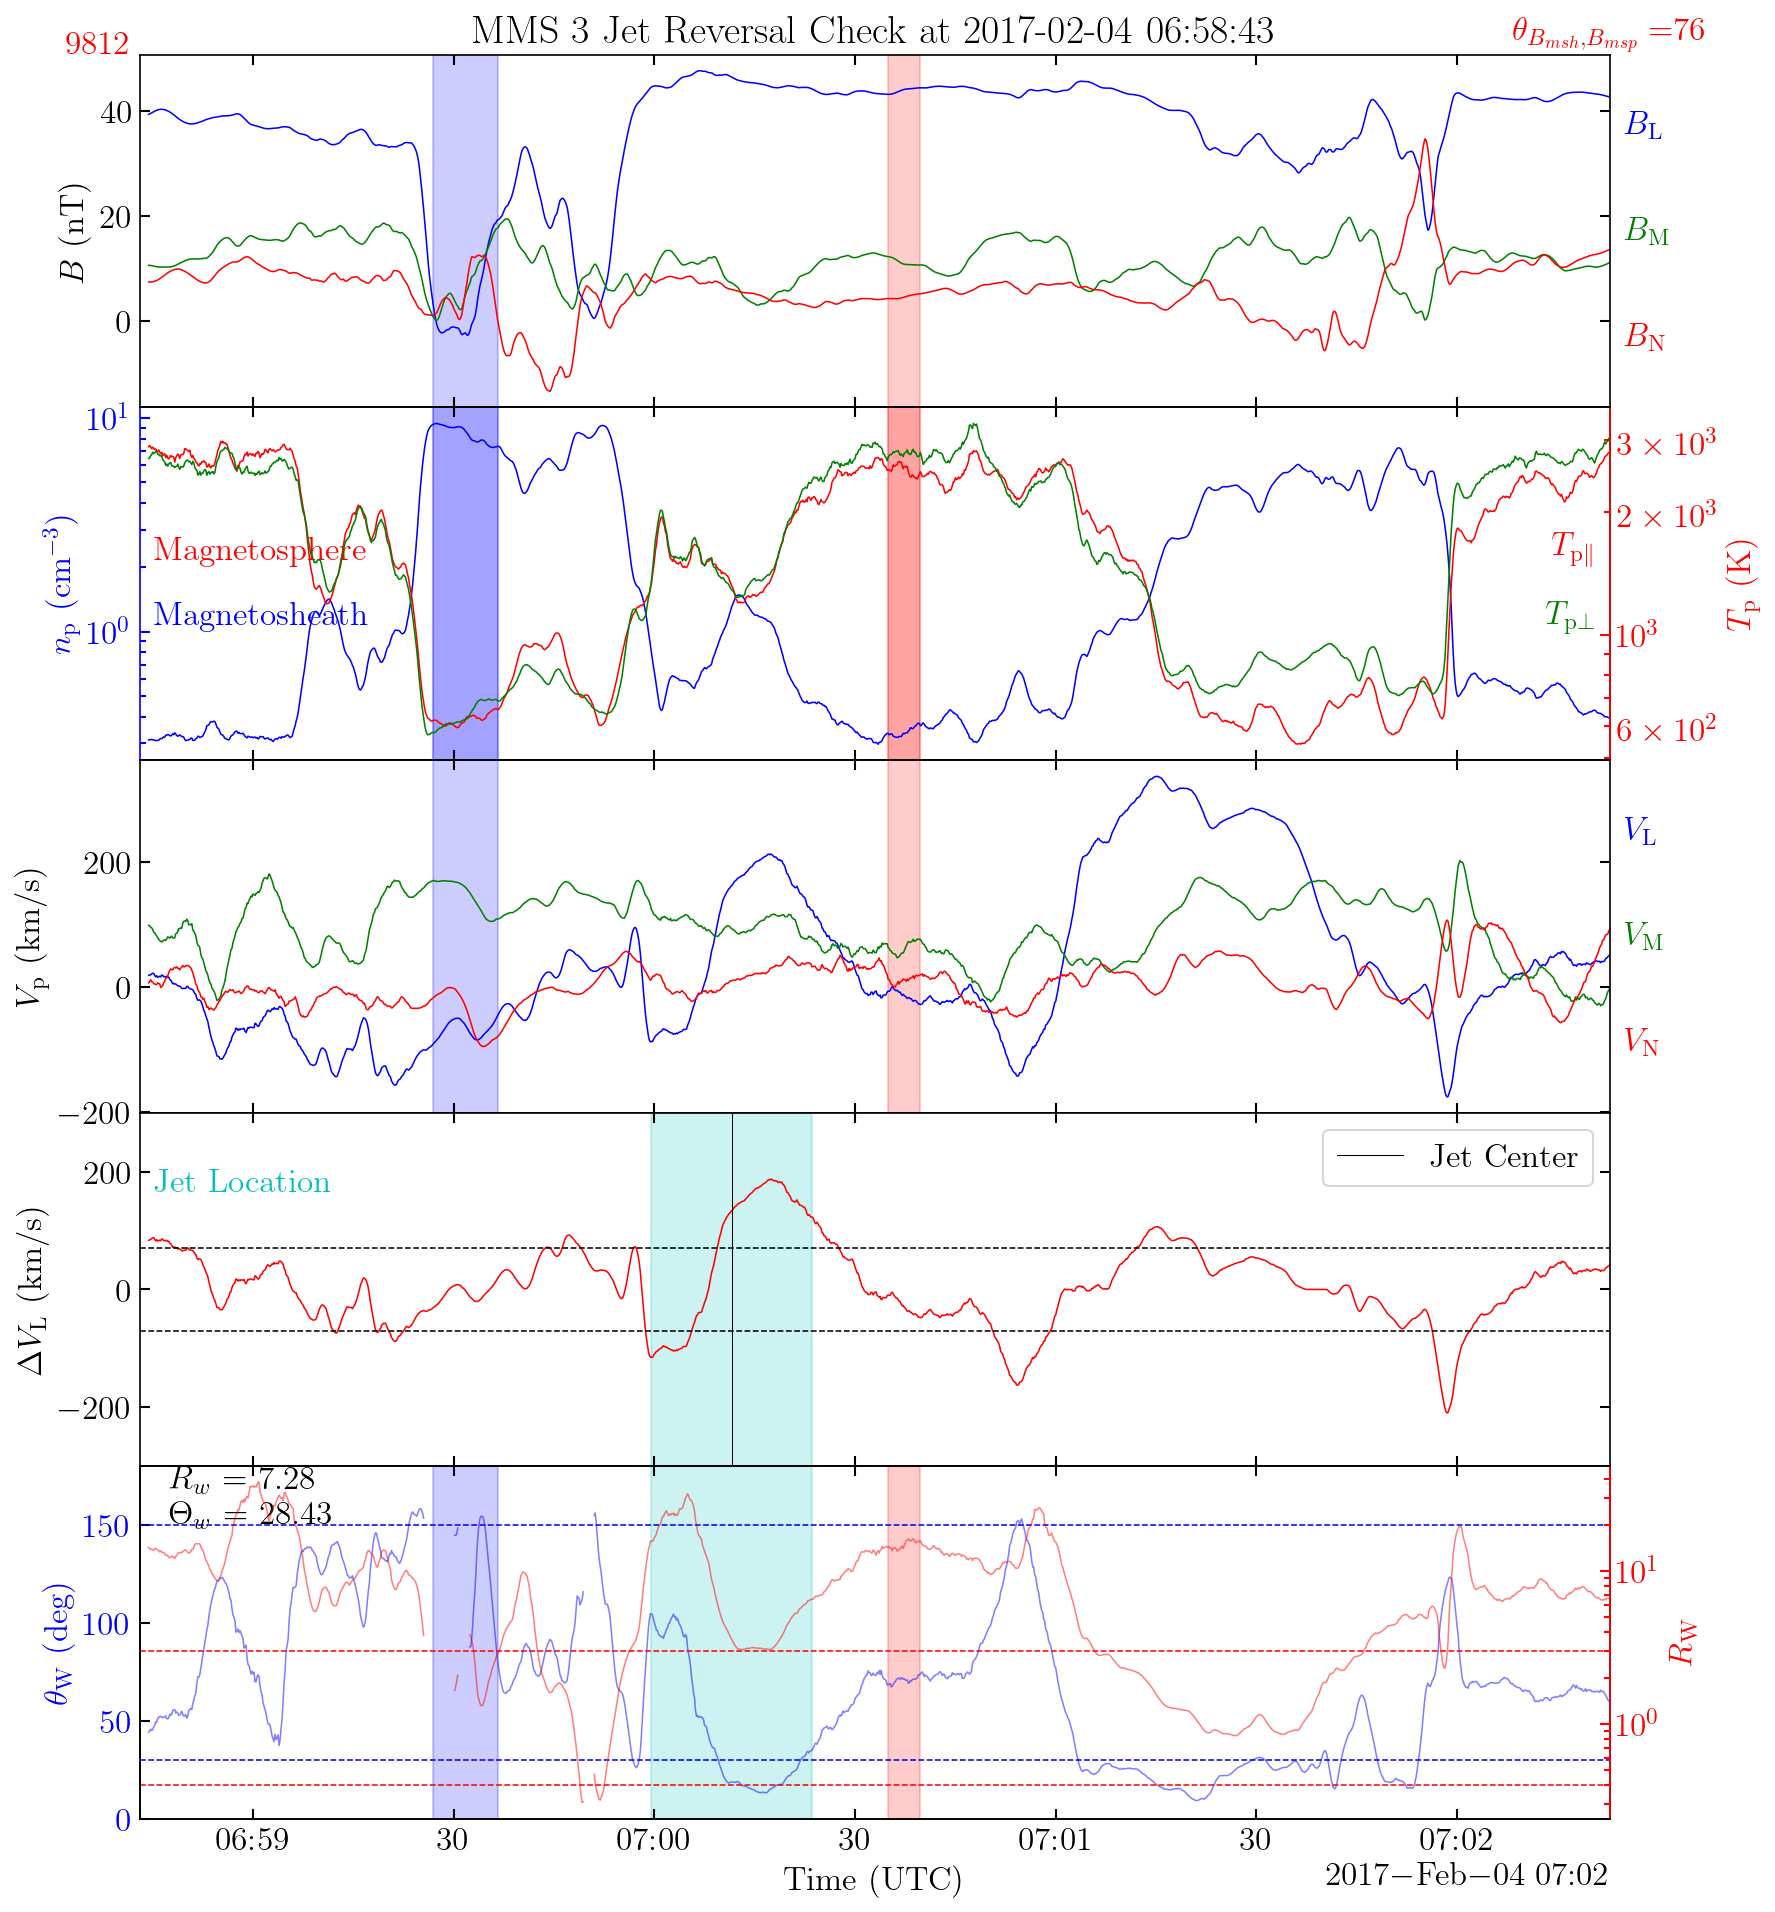 MMS 3 Jet Reversal Check at 2017-02-04 06:58:43
9812
θ_{B_{msh},B_{msp}} =76
40
20
0
B (nT)
B_L
B_M
B_N
10^1
10^0
n_p (cm^{−3})
Magnetosphere
Magnetosheath
3 × 10^3
2 × 10^3
10^3
6 × 10^2
T_{p∥}
T_{p⊥}
T_p (K)
200
0
−200
V_p (km/s)
V_L
V_M
V_N
200
0
−200
ΔV_L (km/s)
Jet Location
Jet Center
R_w = 7.28
Θ_w = 28.43
150
100
50
0
θ_W (deg)
10^1
10^0
R_W
06:59
30
07:00
30
07:01
30
07:02
Time (UTC)
2017−Feb−04 07:02